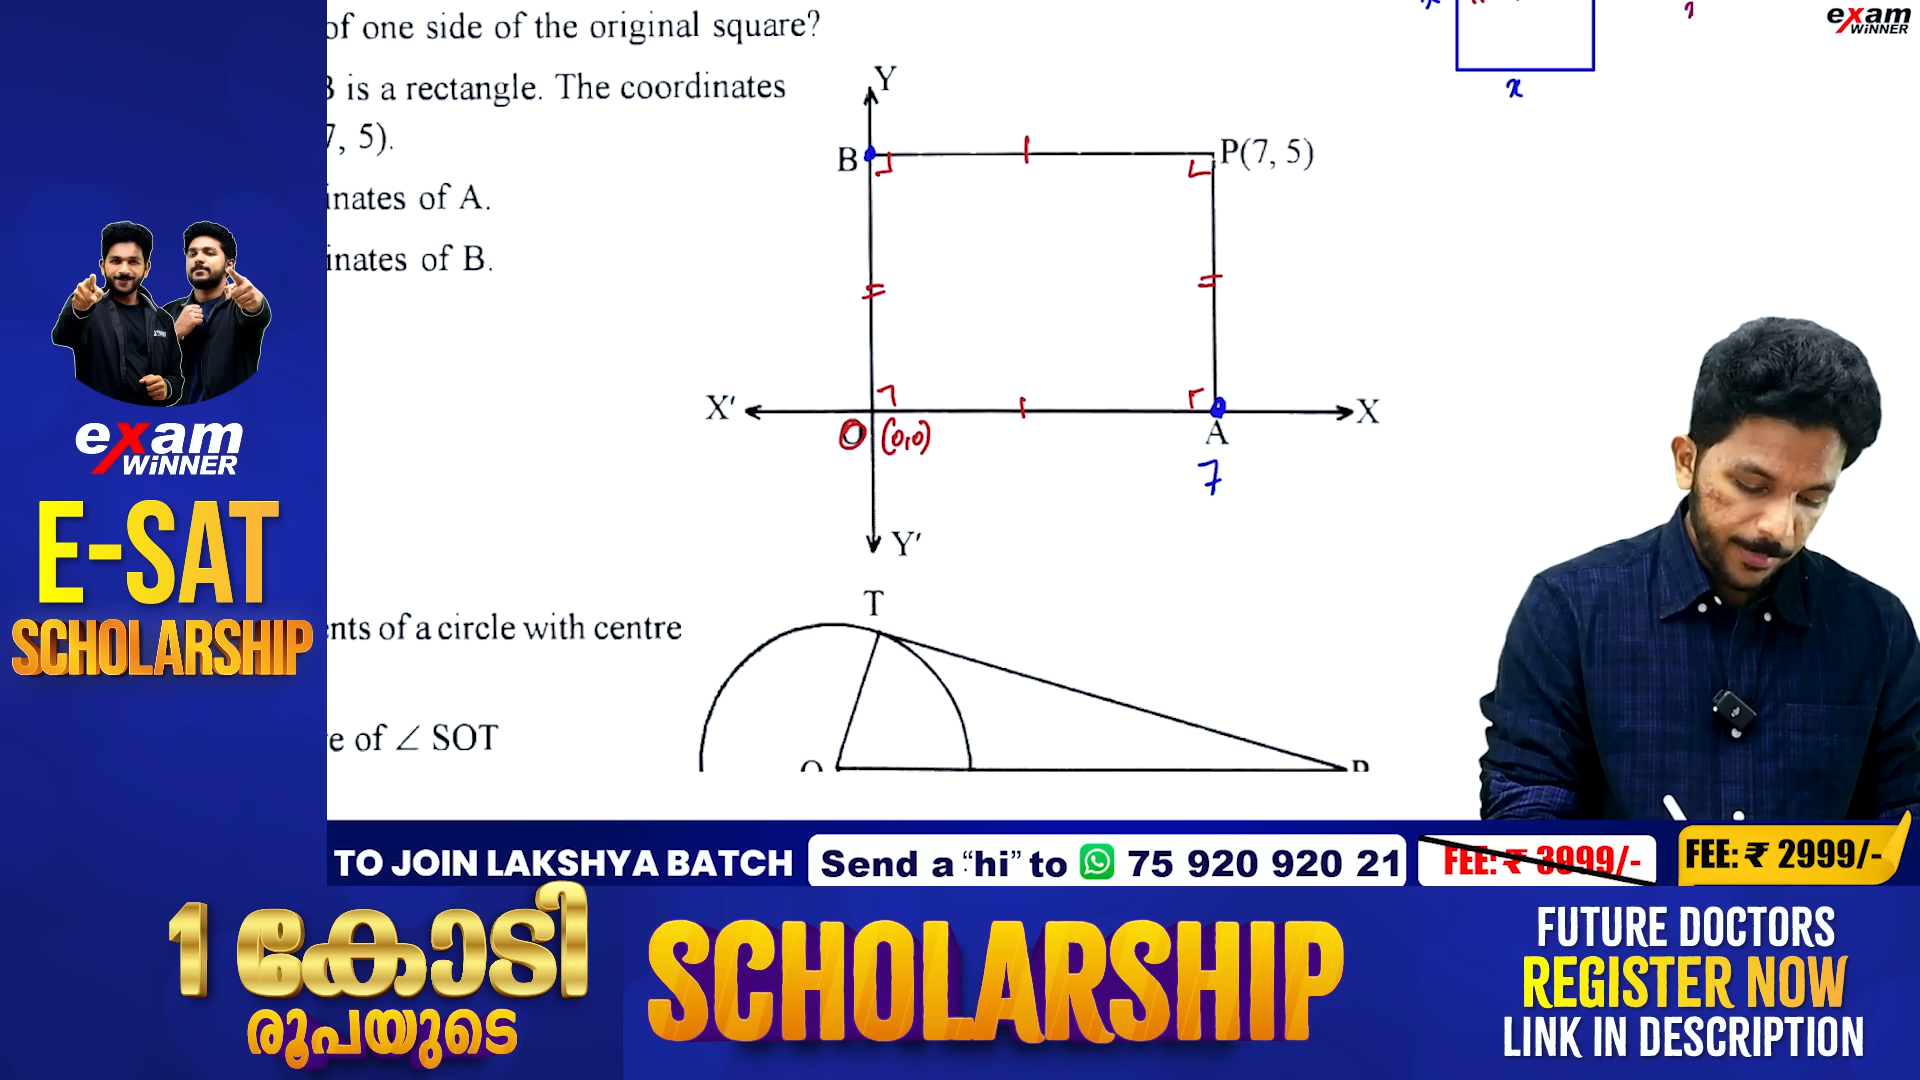 of one side of the original square?
B is a rectangle. The coordinates
7, 5).
inates of A.
inates of B.
Y
B
P(7, 5)
X'
X
O (0,0)
A
7
Y'
x
exam
WiNNER
nts of a circle with centre
e of ∠ SOT
T
O
P
exam
WiNNER
E-SAT
SCHOLARSHIP
TO JOIN LAKSHYA BATCH
Send a “hi” to 75 920 920 21
FEE: ₹ 3999/-
FEE: ₹ 2999/-
1 കോടി
രൂപയുടെ
SCHOLARSHIP
FUTURE DOCTORS
REGISTER NOW
LINK IN DESCRIPTION